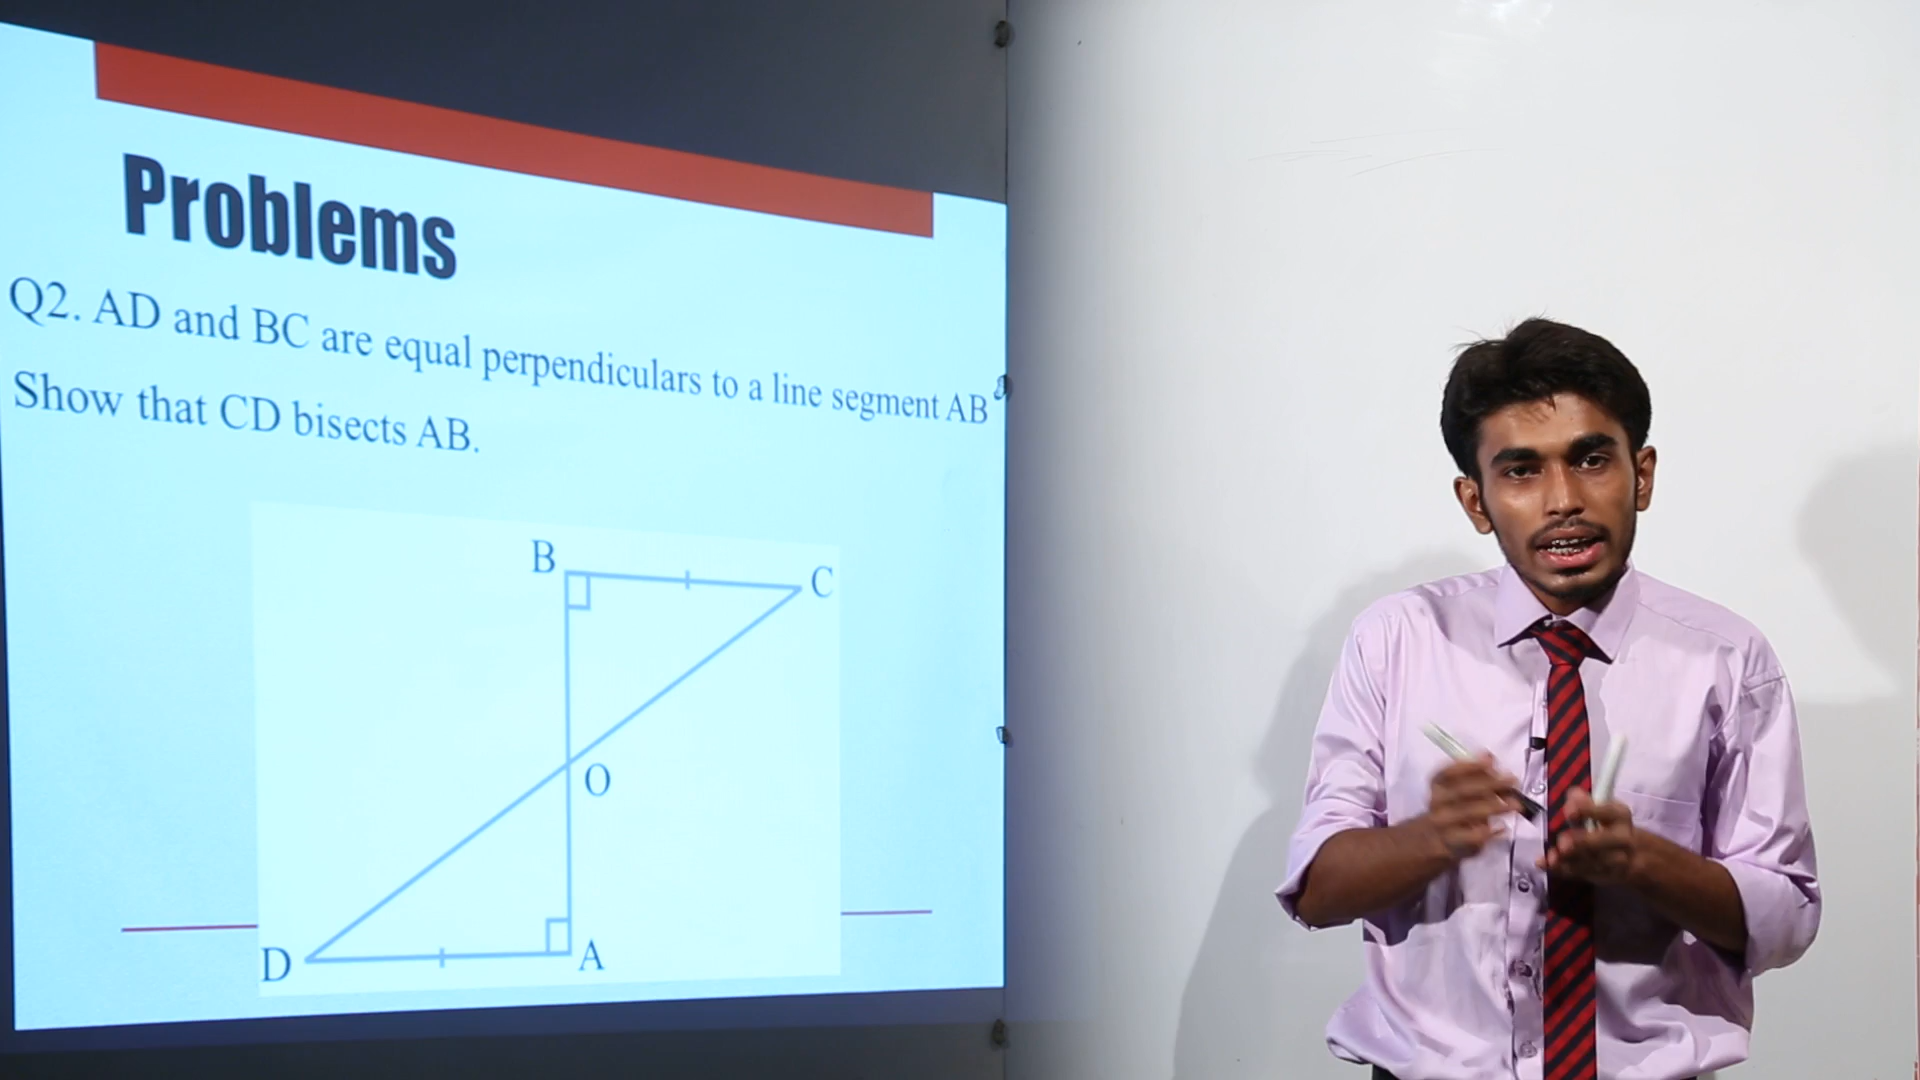 Problems
Q2. AD and BC are equal perpendiculars to a line segment AB
Show that CD bisects AB.
B
C
O
D
A